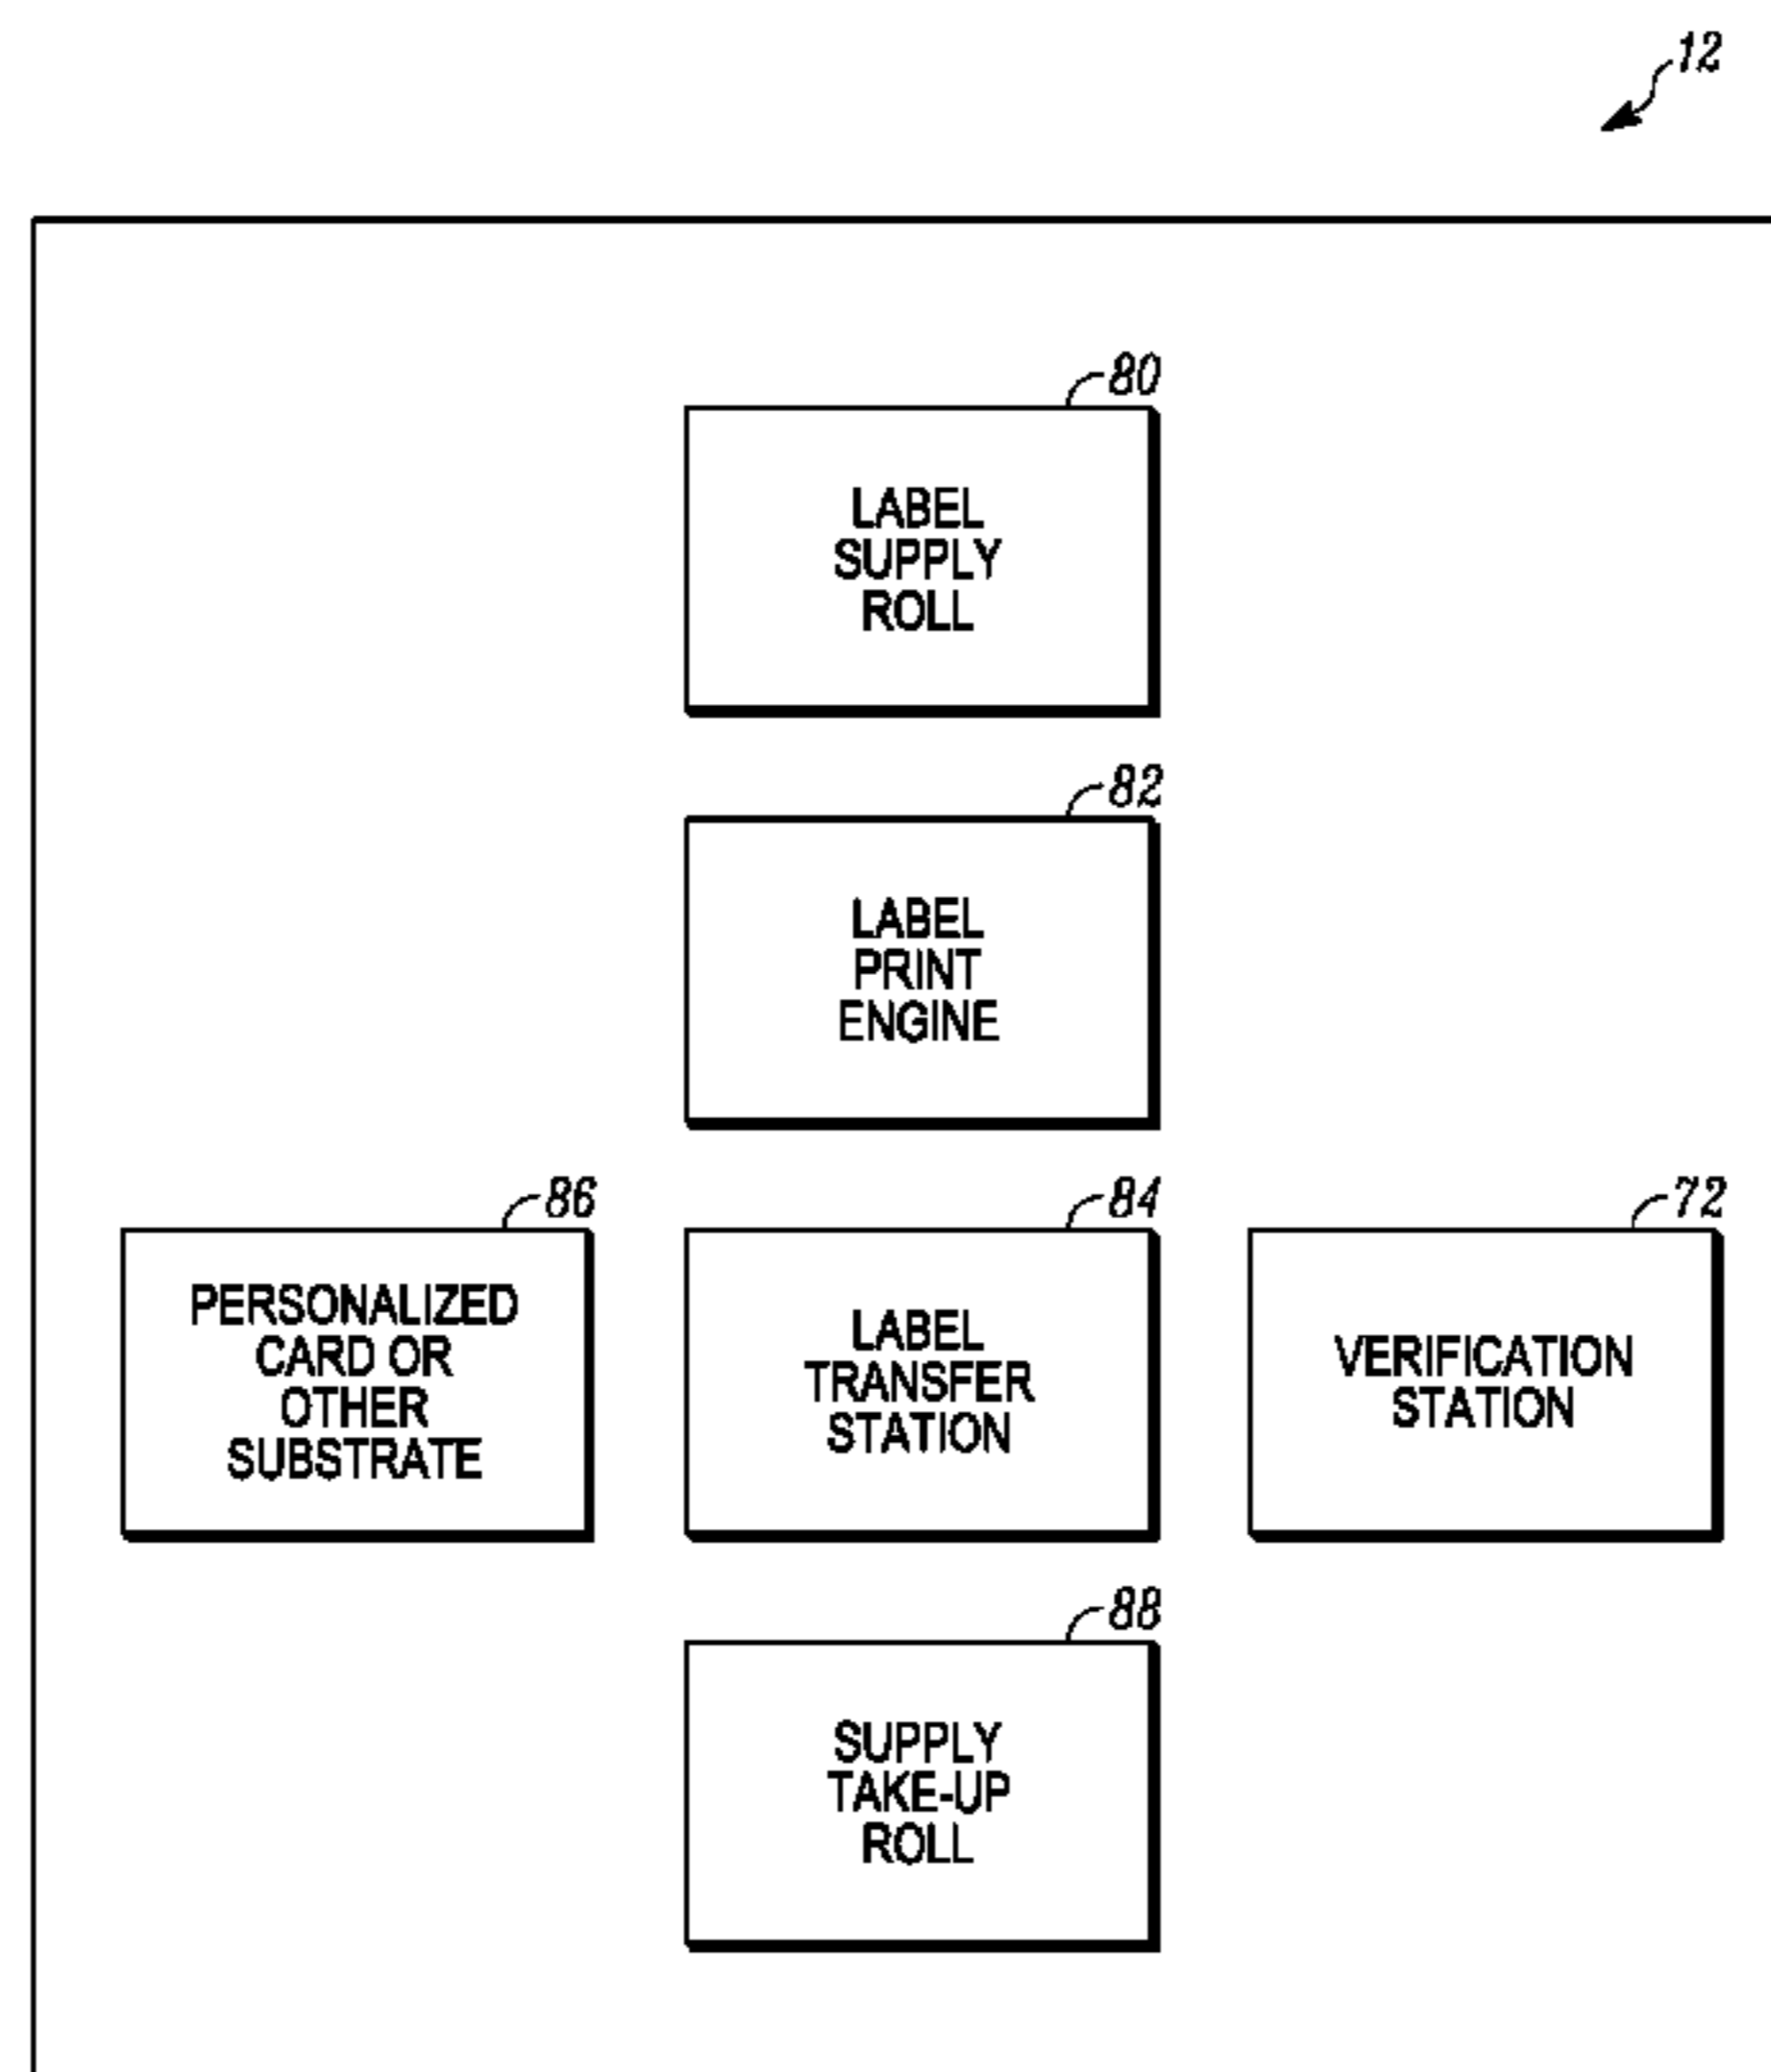 12
80
LABEL
SUPPLY
ROLL
82
LABEL
PRINT
ENGINE
86
PERSONALIZED
CARD OR
OTHER
SUBSTRATE
84
LABEL
TRANSFER
STATION
72
VERIFICATION
STATION
88
SUPPLY
TAKE-UP
ROLL